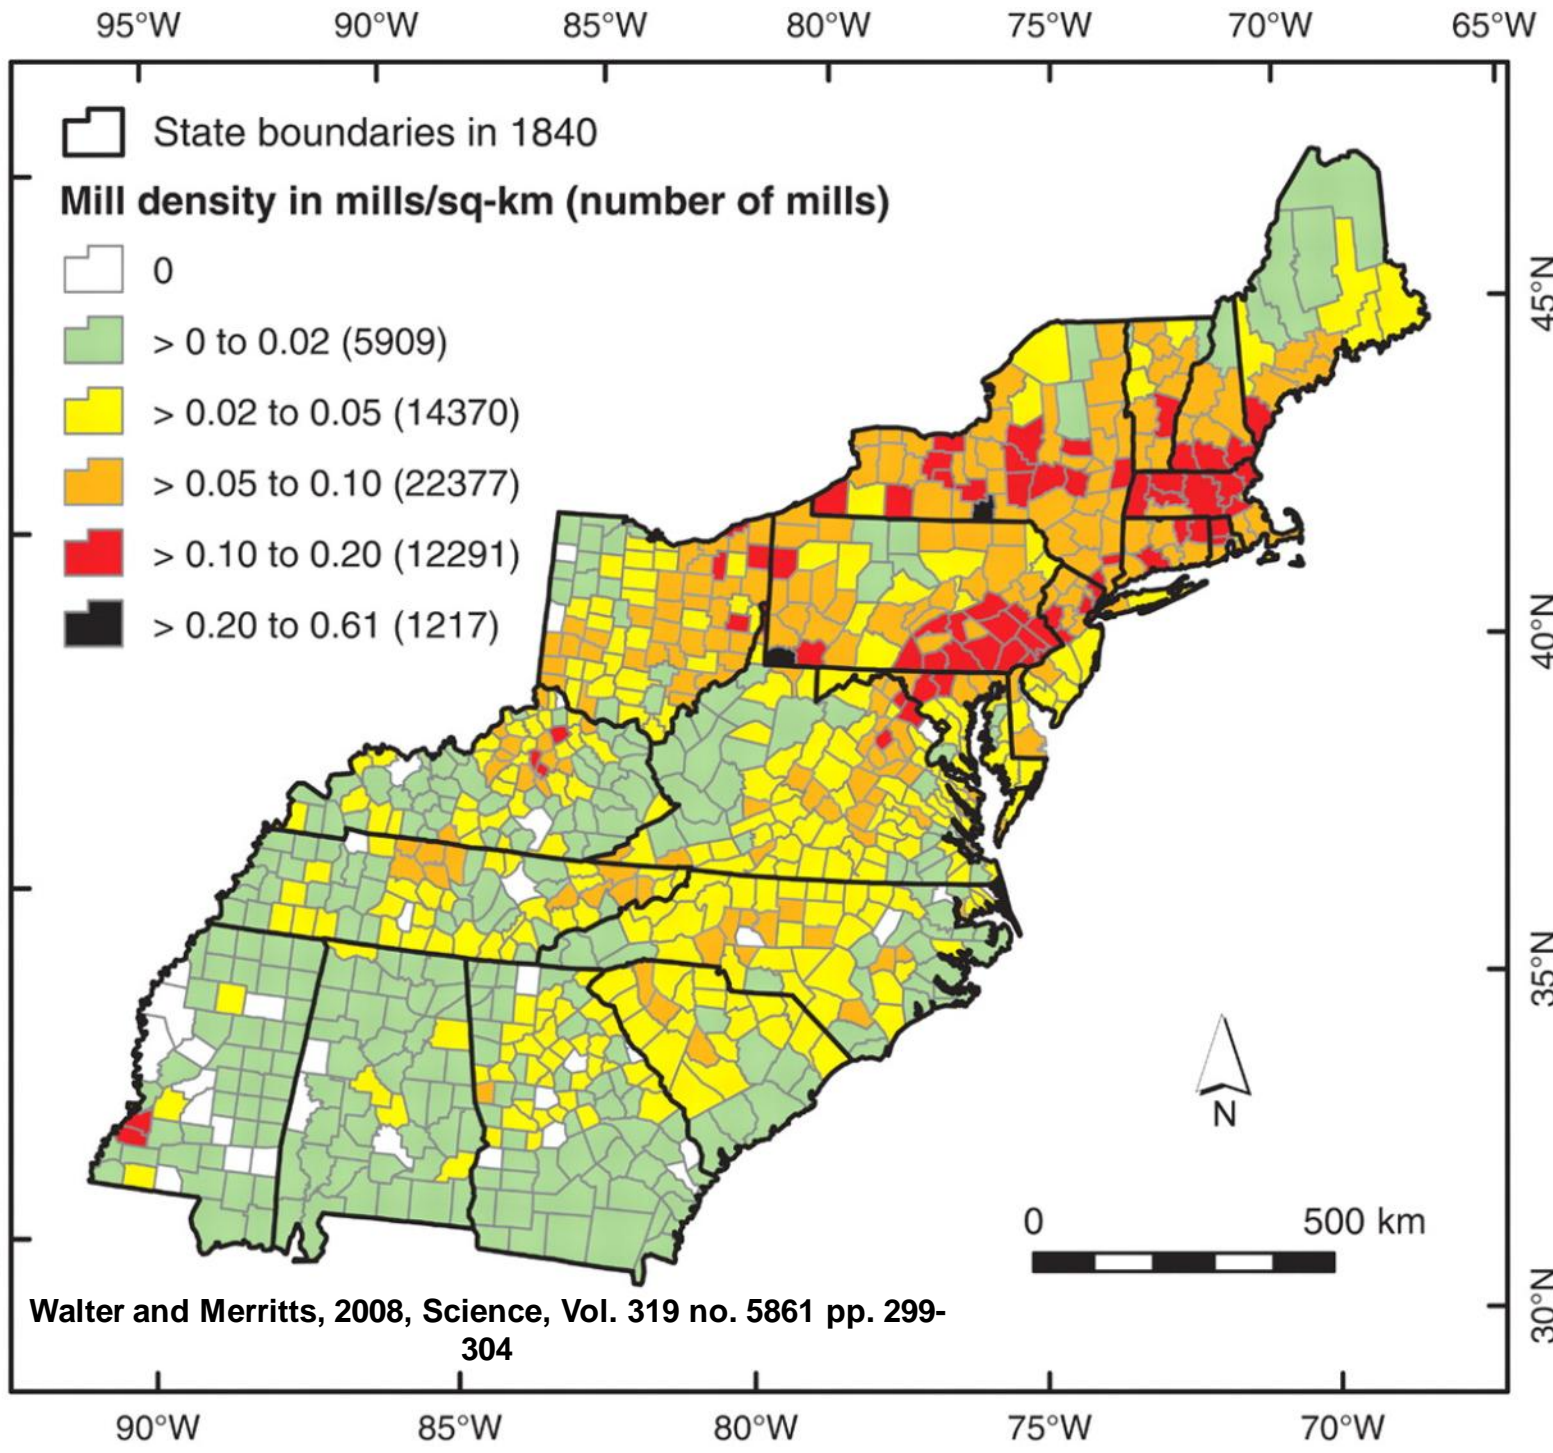 95°W 90°W 85°W 80°W 75°W 70°W 65°W
State boundaries in 1840
Mill density in mills/sq-km (number of mills)
0
> 0 to 0.02 (5909)
> 0.02 to 0.05 (14370)
> 0.05 to 0.10 (22377)
> 0.10 to 0.20 (12291)
> 0.20 to 0.61 (1217)
45°N
40°N
35°N
30°N
N
0 500 km
Walter and Merritts, 2008, Science, Vol. 319 no. 5861 pp. 299-
304
90°W 85°W 80°W 75°W 70°W